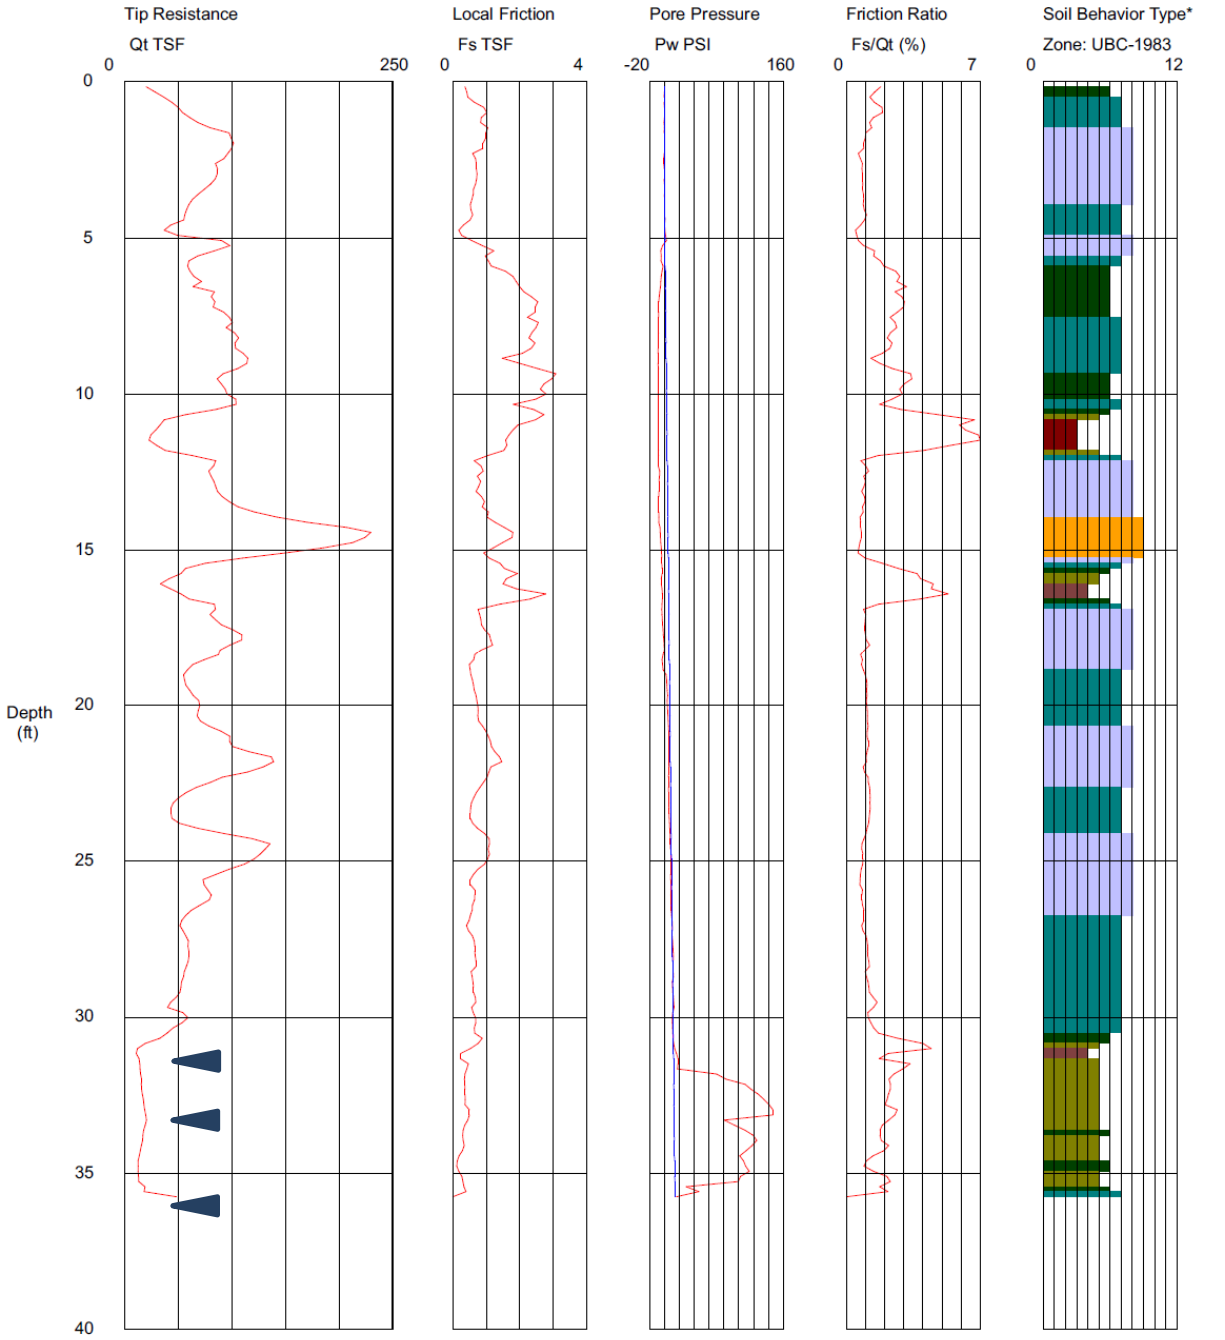 Tip Resistance Local Friction Pore Pressure Friction Ratio Soil Behavior Type*
Qt TSF Fs TSF Pw PSI Fs/Qt (%) Zone: UBC-1983
0 250 0 4 -20 160 0 7 0 12
0
5
10
15
20
Depth
(ft)
25
30
35
40